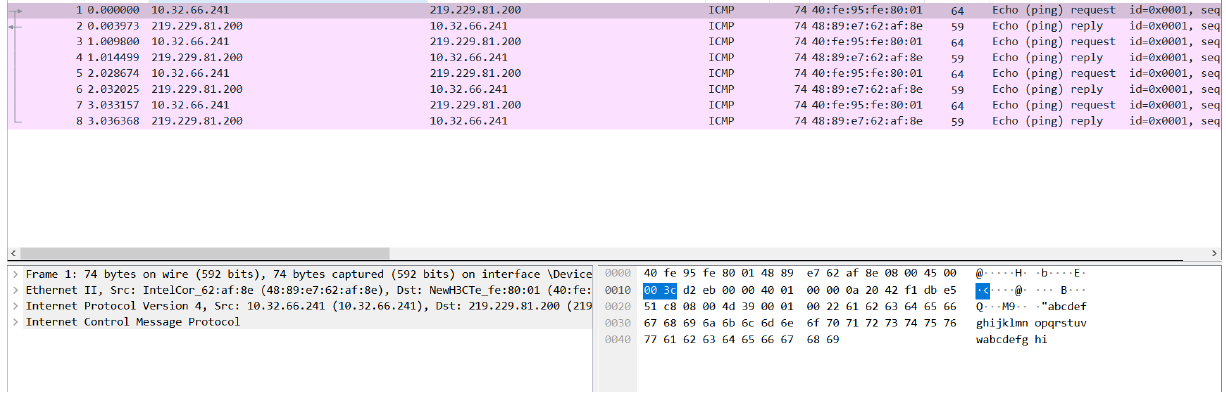 1 0.000000 10.32.66.241 219.229.81.200 ICMP 74 40:fe:95:fe:80:01 64 Echo (ping) request id=0x0001, seq
2 0.003973 219.229.81.200 10.32.66.241 ICMP 74 48:89:e7:62:af:8e 59 Echo (ping) reply id=0x0001, seq
3 1.009800 10.32.66.241 219.229.81.200 ICMP 74 40:fe:95:fe:80:01 64 Echo (ping) request id=0x0001, seq
4 1.014499 219.229.81.200 10.32.66.241 ICMP 74 48:89:e7:62:af:8e 59 Echo (ping) reply id=0x0001, seq
5 2.028674 10.32.66.241 219.229.81.200 ICMP 74 40:fe:95:fe:80:01 64 Echo (ping) request id=0x0001, seq
6 2.032025 219.229.81.200 10.32.66.241 ICMP 74 48:89:e7:62:af:8e 59 Echo (ping) reply id=0x0001, seq
7 3.033157 10.32.66.241 219.229.81.200 ICMP 74 40:fe:95:fe:80:01 64 Echo (ping) request id=0x0001, seq
8 3.036368 219.229.81.200 10.32.66.241 ICMP 74 48:89:e7:62:af:8e 59 Echo (ping) reply id=0x0001, seq
Frame 1: 74 bytes on wire (592 bits), 74 bytes captured (592 bits) on interface \Device
Ethernet II, Src: IntelCor_62:af:8e (48:89:e7:62:af:8e), Dst: NewH3CTe_fe:80:01 (40:fe:
Internet Protocol Version 4, Src: 10.32.66.241 (10.32.66.241), Dst: 219.229.81.200 (219
Internet Control Message Protocol
0000 40 fe 95 fe 80 01 48 89 e7 62 af 8e 08 00 45 00 @·····H· ·b····E·
0010 00 3c d2 eb 00 00 40 01 00 00 0a 20 42 f1 db e5 ·<····@· ··· B···
0020 51 c8 08 00 4d 39 00 01 00 22 61 62 63 64 65 66 Q···M9·· ·"abcdef
0030 67 68 69 6a 6b 6c 6d 6e 6f 70 71 72 73 74 75 76 ghijklmn opqrstuv
0040 77 61 62 63 64 65 66 67 68 69 wabcdefg hi